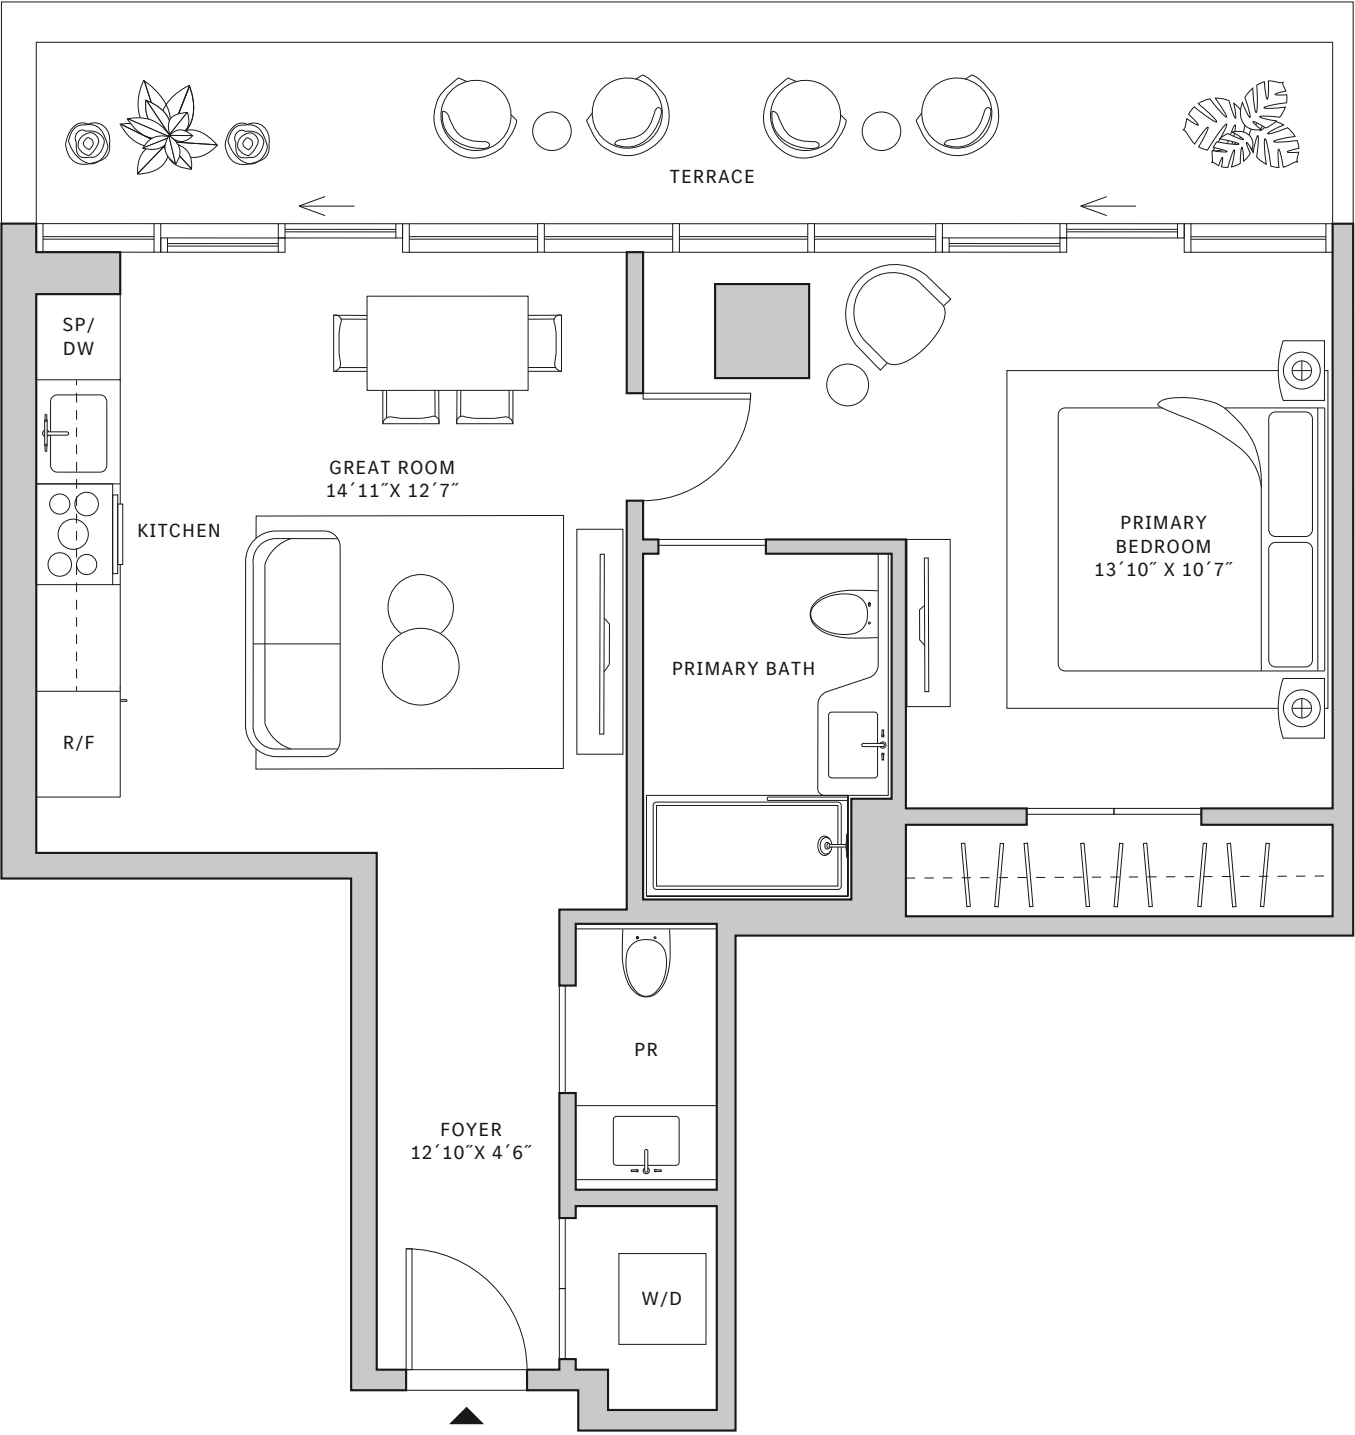 TERRACE
SP/
DW
GREAT ROOM
14´11˝X 12´7˝
KITCHEN
PRIMARY
BEDROOM
13´10˝ X 10´7˝
PRIMARY BATH
R/F
PR
FOYER
12´10˝X 4´6˝
W/D